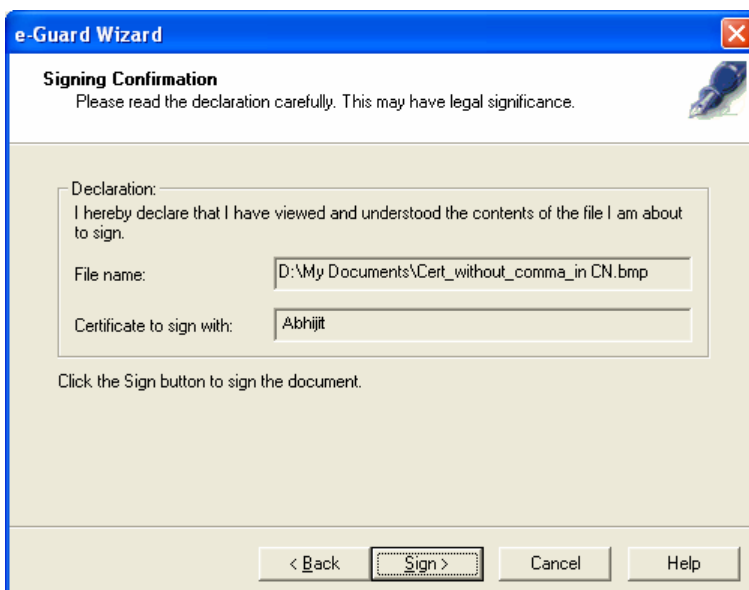 e-Guard Wizard
Signing Confirmation
Please read the declaration carefully. This may have legal significance.
Declaration:
I hereby declare that I have viewed and understood the contents of the file I am about
to sign.
File name: D:\My Documents\Cert_without_comma_in CN.bmp
Certificate to sign with: Abhijit
Click the Sign button to sign the document.
< Back Sign > Cancel Help